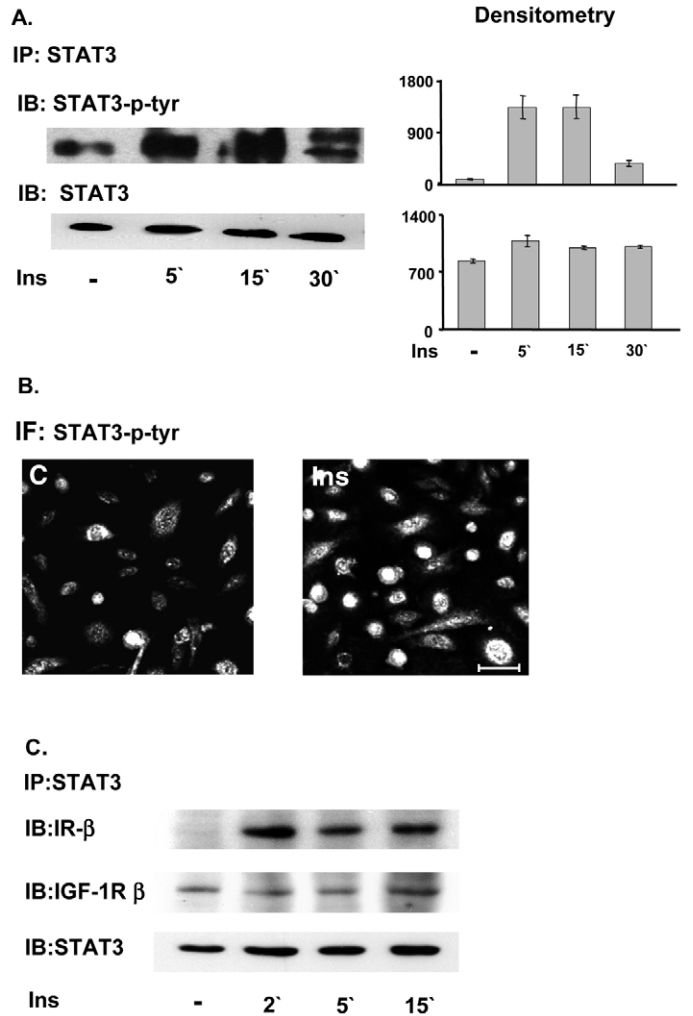 A.
Densitometry
IP: STAT3
IB: STAT3-p-tyr
IB: STAT3
Ins - 5` 15` 30`
1800
900
0
1400
700
0
Ins - 5` 15` 30`
B.
IF: STAT3-p-tyr
C
Ins
C.
IP:STAT3
IB:IR-β
IB:IGF-1R β
IB:STAT3
Ins - 2` 5` 15`